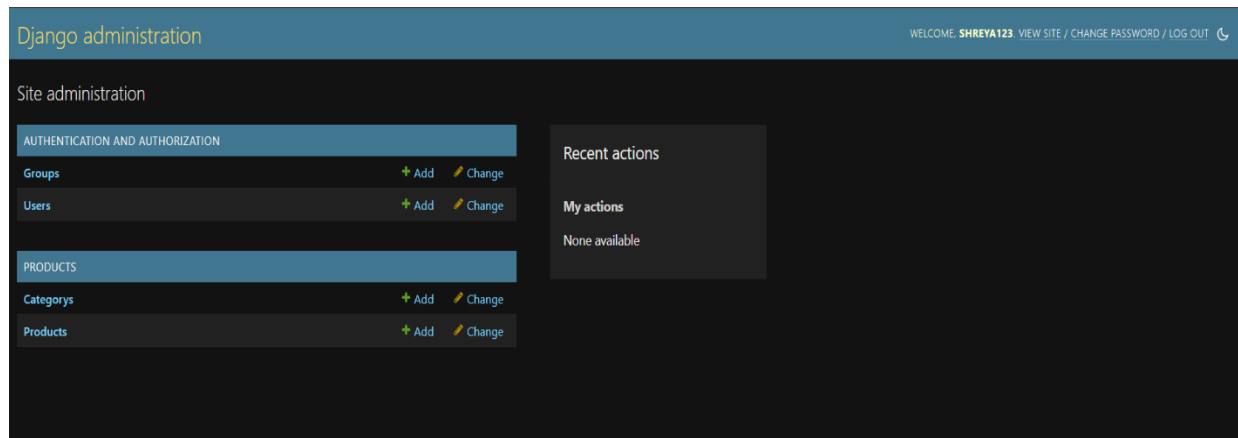 Django administration
WELCOME, SHREYA123. VIEW SITE / CHANGE PASSWORD / LOG OUT
Site administration
AUTHENTICATION AND AUTHORIZATION
Groups + Add Change
Users + Add Change
PRODUCTS
Categorys + Add Change
Products + Add Change
Recent actions
My actions
None available